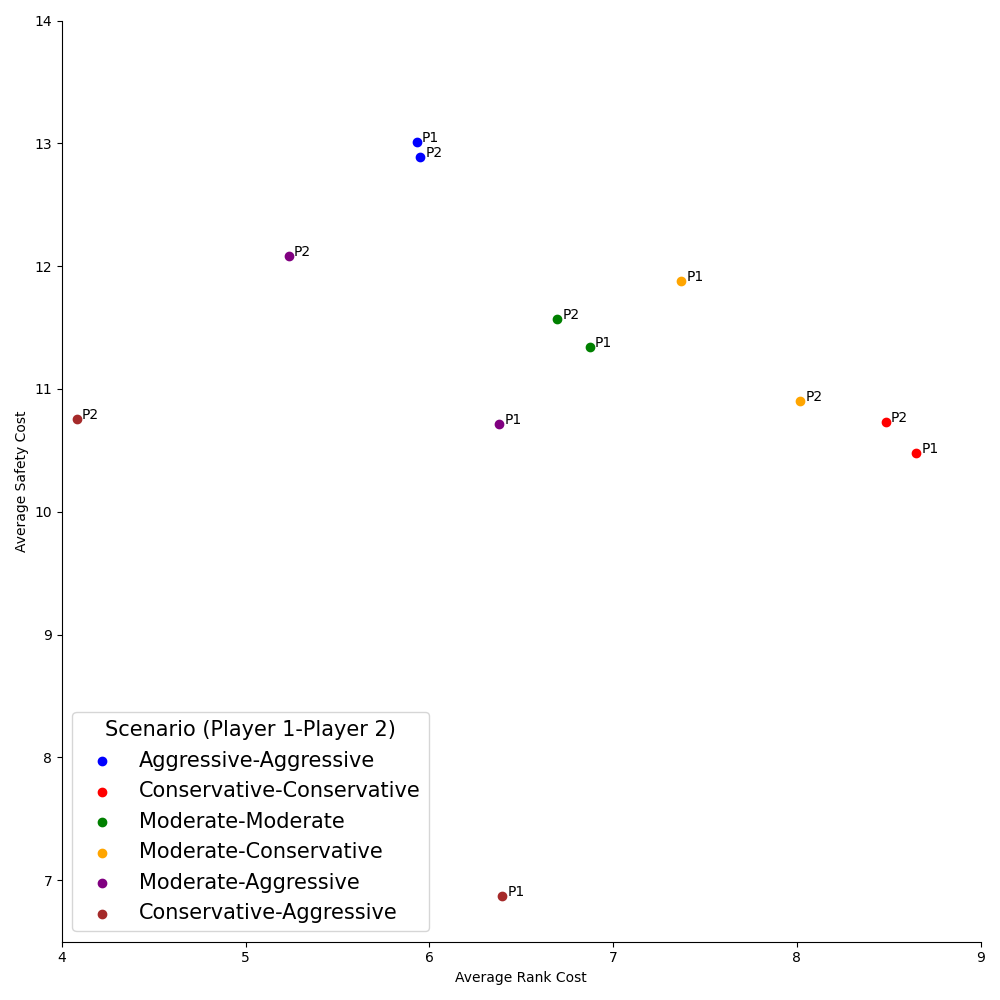 14
13
12
11
10
9
8
7
Average Safety Cost
P1
P2
P2
P1
P2
P1
P2
P2
P2
P1
P1
P1
Scenario (Player 1-Player 2)
Aggressive-Aggressive
Conservative-Conservative
Moderate-Moderate
Moderate-Conservative
Moderate-Aggressive
Conservative-Aggressive
4
5
6
7
8
9
Average Rank Cost